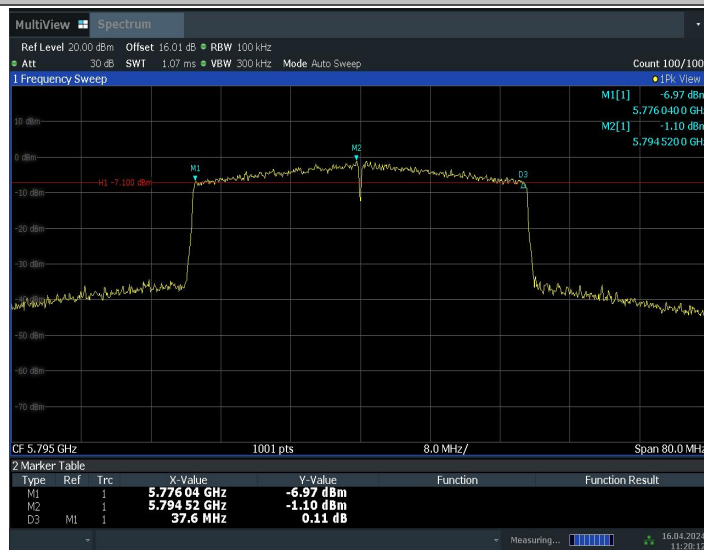 MultiView Spectrum
Ref Level 20.00 dBm Offset 16.01 dB RBW 100 kHz
Att 30 dB SWT 1.07 ms VBW 300 kHz Mode Auto Sweep Count 100/100
1 Frequency Sweep 1Pk View
M1[1] -6.97 dBm
5.776 040 0 GHz
M2[1] -1.10 dBm
5.794 520 0 GHz
10 dBm
0 dBm
M2
M1
D3
H1 -7.100 dBm
-10 dBm
-20 dBm
-30 dBm
-40 dBm
-50 dBm
-60 dBm
-70 dBm
CF 5.795 GHz 1001 pts 8.0 MHz/ Span 80.0 MHz
2 Marker Table
Type Ref Trc X-Value Y-Value Function Function Result
M1 1 5.776 04 GHz -6.97 dBm
M2 1 5.794 52 GHz -1.10 dBm
D3 M1 1 37.6 MHz 0.11 dB
Measuring... 16.04.2024
11:20:12